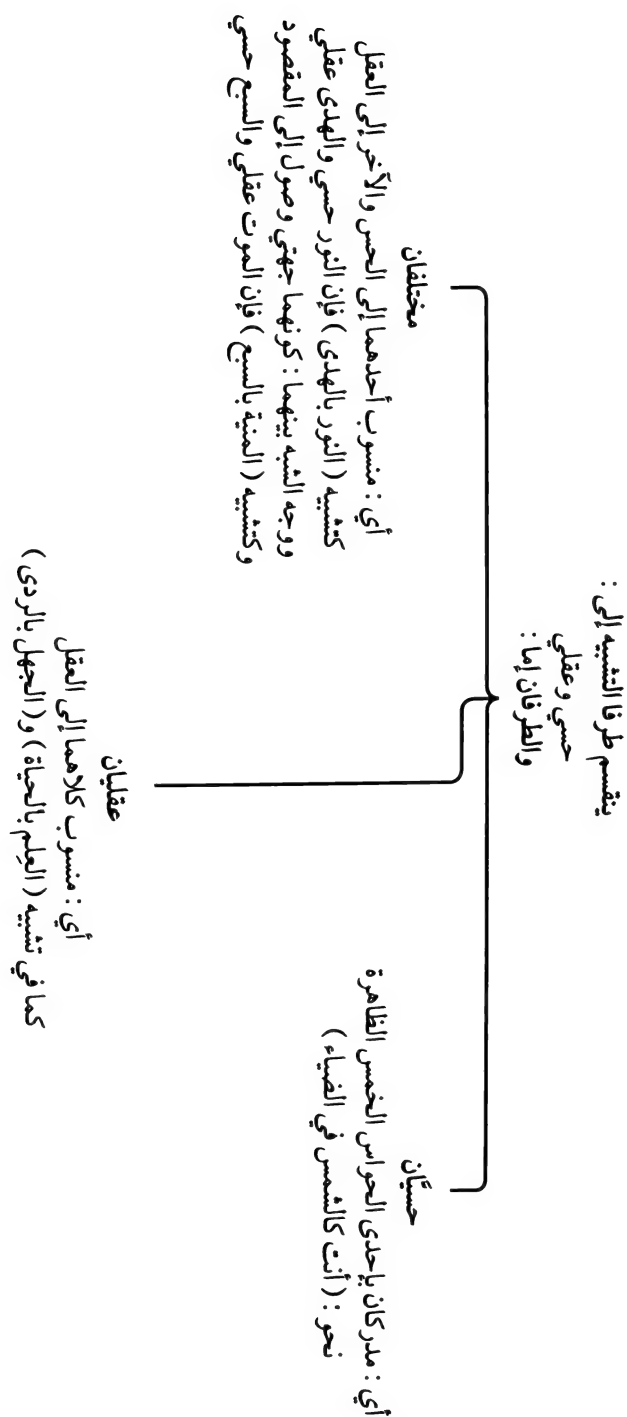 ينقسم طرفا التشبيه إلى :
حسي وعقلي
والطرفان إما :
حسيَّان
أي : مدركان بإحدى الحواس الخمس الظاهرة
نحو : (أنت كالشمس في الضياء)
عقليان
أي : منسوب كلاهما إلى العقل
كما في تشبيه (العِلم بالحياة) و (الجهل بالردى)
مختلفان
أي : منسوب أحدهما إلى الحس والآخر إلى العقل
كتشبيه (النور بالهدى) فإن النور حسي والهدى عقلي
ووجه الشبه بينهما : كونهما جهتي وصول إلى المقصود
وكتشبيه (المنية بالسبع) فإن الموت عقلي والسبع حسي